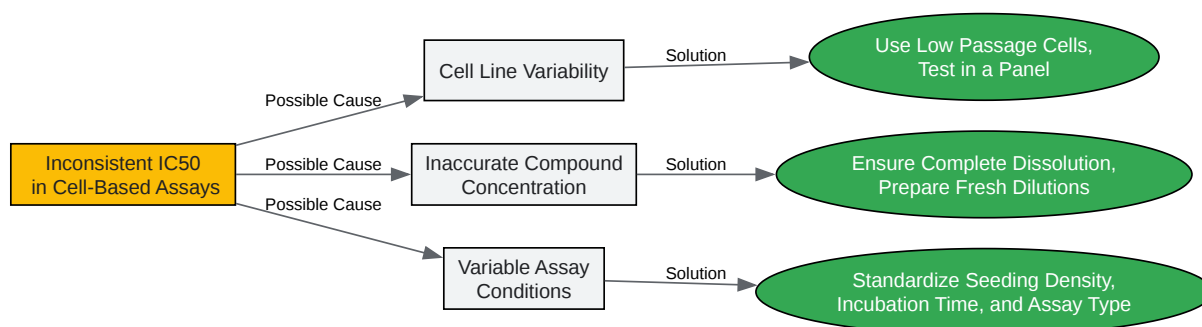 Inconsistent IC50
in Cell-Based Assays
Possible Cause
Cell Line Variability
Solution
Use Low Passage Cells,
Test in a Panel
Possible Cause
Inaccurate Compound
Concentration
Solution
Ensure Complete Dissolution,
Prepare Fresh Dilutions
Possible Cause
Variable Assay
Conditions
Solution
Standardize Seeding Density,
Incubation Time, and Assay Type